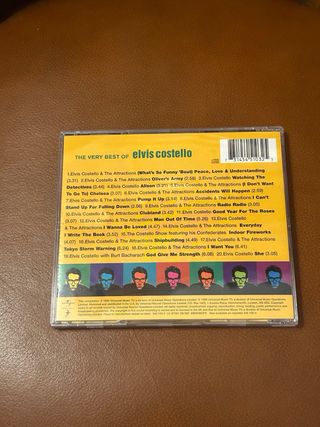 THE VERY BEST OF elvis costello
1.Elvis Costello & The Attractions (What's So Funny 'Bout) Peace, Love & Understanding
(3.31) 2.Elvis Costello & The Attractions Oliver's Army (2.58) 3.Elvis Costello Watching The
Detectives (3.44) 4.Elvis Costello Alison (3.21) 5.Elvis Costello & The Attractions (I Don't Want
To Go To) Chelsea (3.07) 6.Elvis Costello & The Attractions Accidents Will Happen (2.59)
7.Elvis Costello & The Attractions Pump It Up (3.14) 8.Elvis Costello & The Attractions I Can't
Stand Up For Falling Down (2.06) 9.Elvis Costello & The Attractions Radio Radio (3.05)
10.Elvis Costello & The Attractions Clubland (3.42) 11.Elvis Costello Good Year For The Roses
(3.07) 12.Elvis Costello & The Attractions Man Out Of Time (5.26) 13.Elvis Costello & The
Attractions I Wanna Be Loved (4.47) 14.Elvis Costello & The Attractions Everyday
I Write The Book (3.52) 15.The Costello Show featuring his Confederates Indoor Fireworks
(4.07) 16.Elvis Costello & The Attractions Shipbuilding (4.49) 17.Elvis Costello
Tokyo Storm Warning (6.23) 18.Elvis Costello & The Attractions I Want You (6.41)
19.Elvis Costello with Burt Bacharach God Give Me Strength (6.08) 20.Elvis Costello She (3.05)